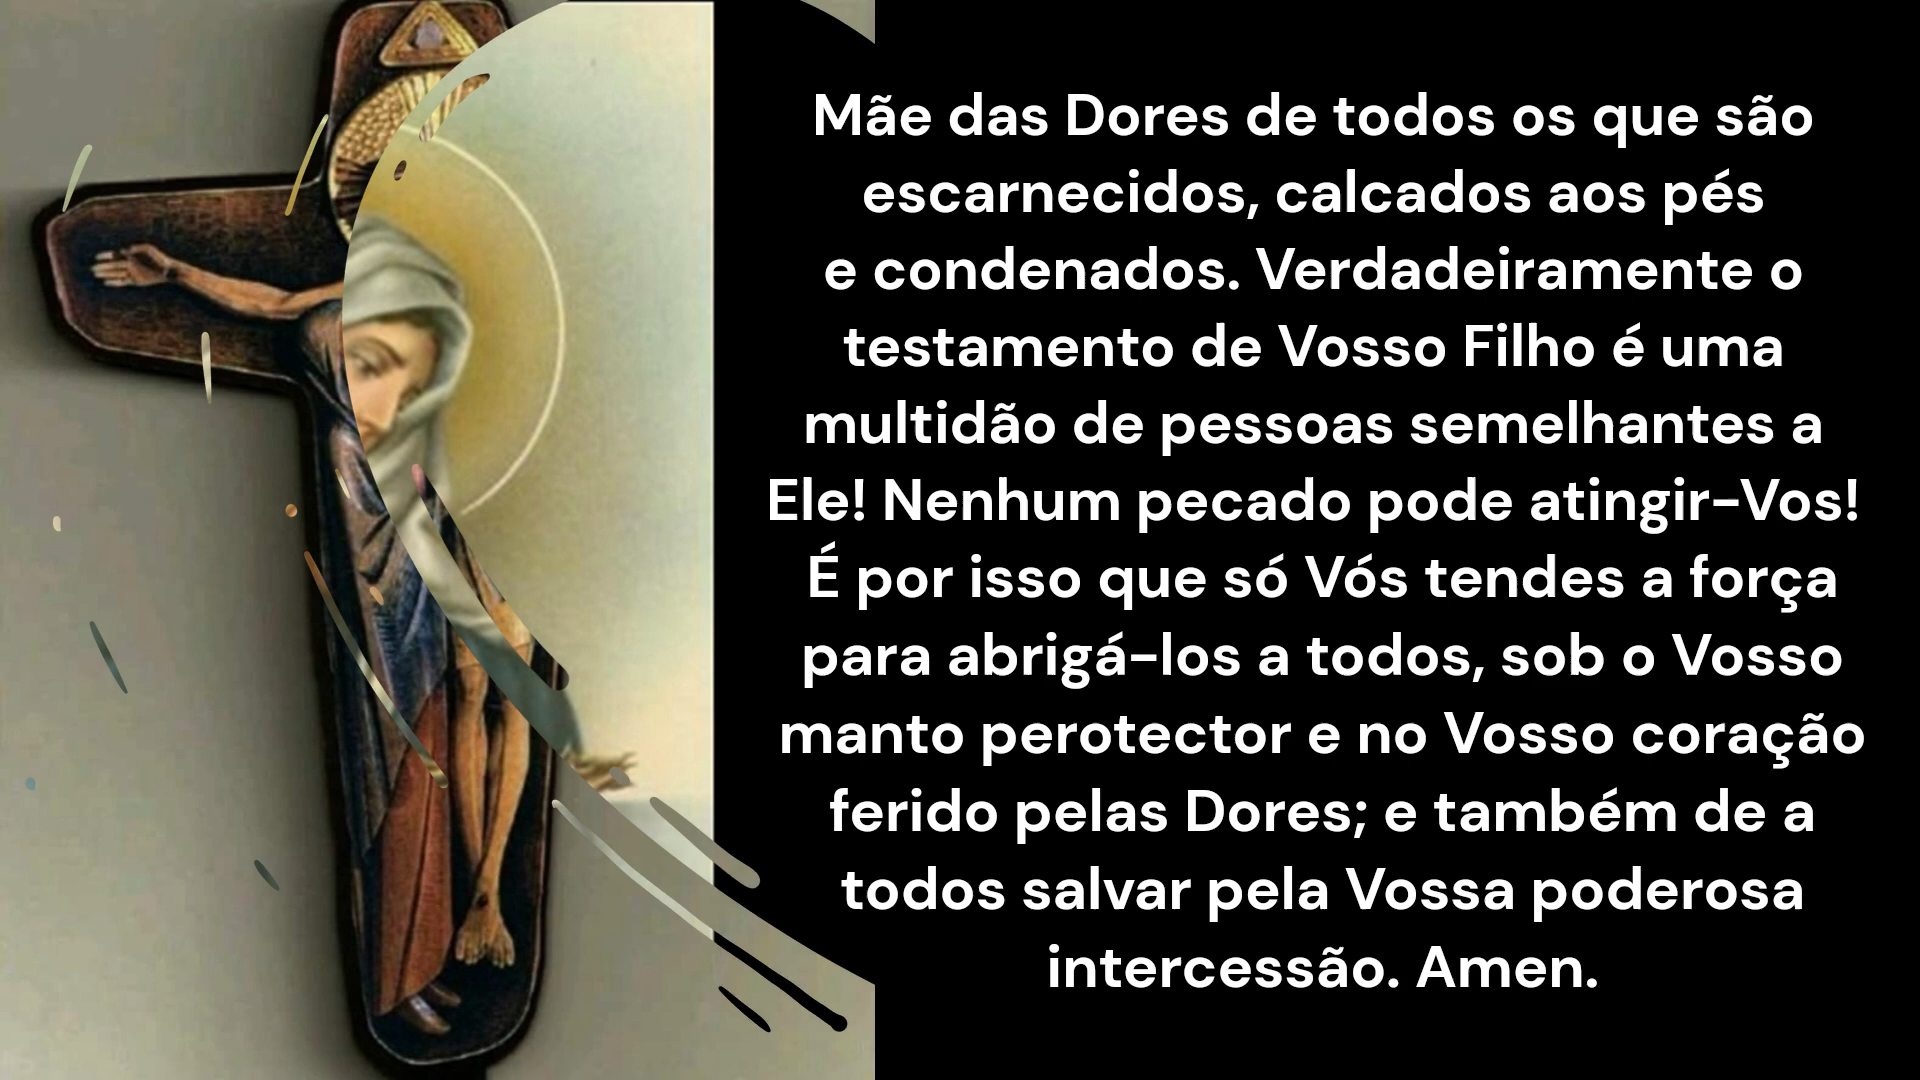 Mãe das Dores de todos os que são
escarnecidos, calcados aos pés
e condenados. Verdadeiramente o
testamento de Vosso Filho é uma
multidão de pessoas semelhantes a
Ele! Nenhum pecado pode atingir-Vos!
É por isso que só Vós tendes a força
para abrigá-los a todos, sob o Vosso
manto perotector e no Vosso coração
ferido pelas Dores; e também de a
todos salvar pela Vossa poderosa
intercessão. Amen.